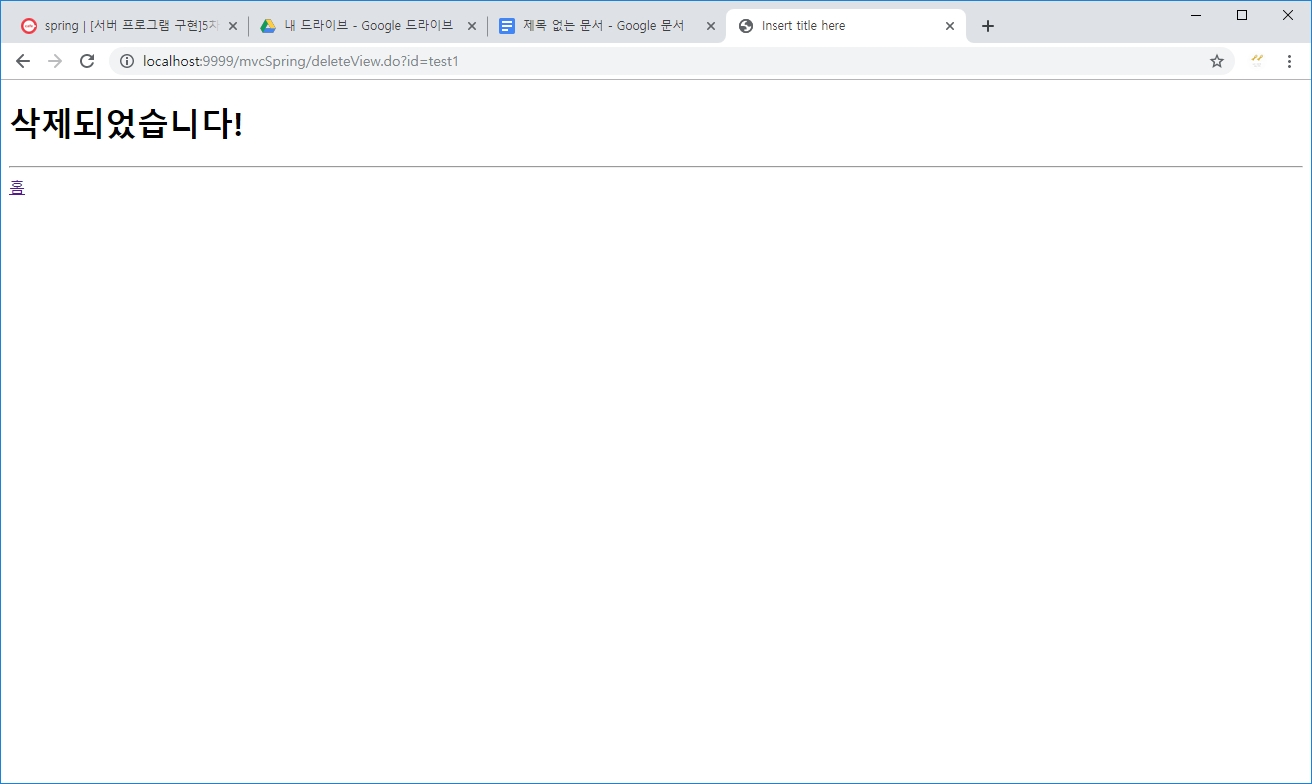 spring | [서버 프로그램 구현]5차
내 드라이브 - Google 드라이브
제목 없는 문서 - Google 문서
Insert title here
localhost:9999/mvcSpring/deleteView.do?id=test1
삭제되었습니다!
홈